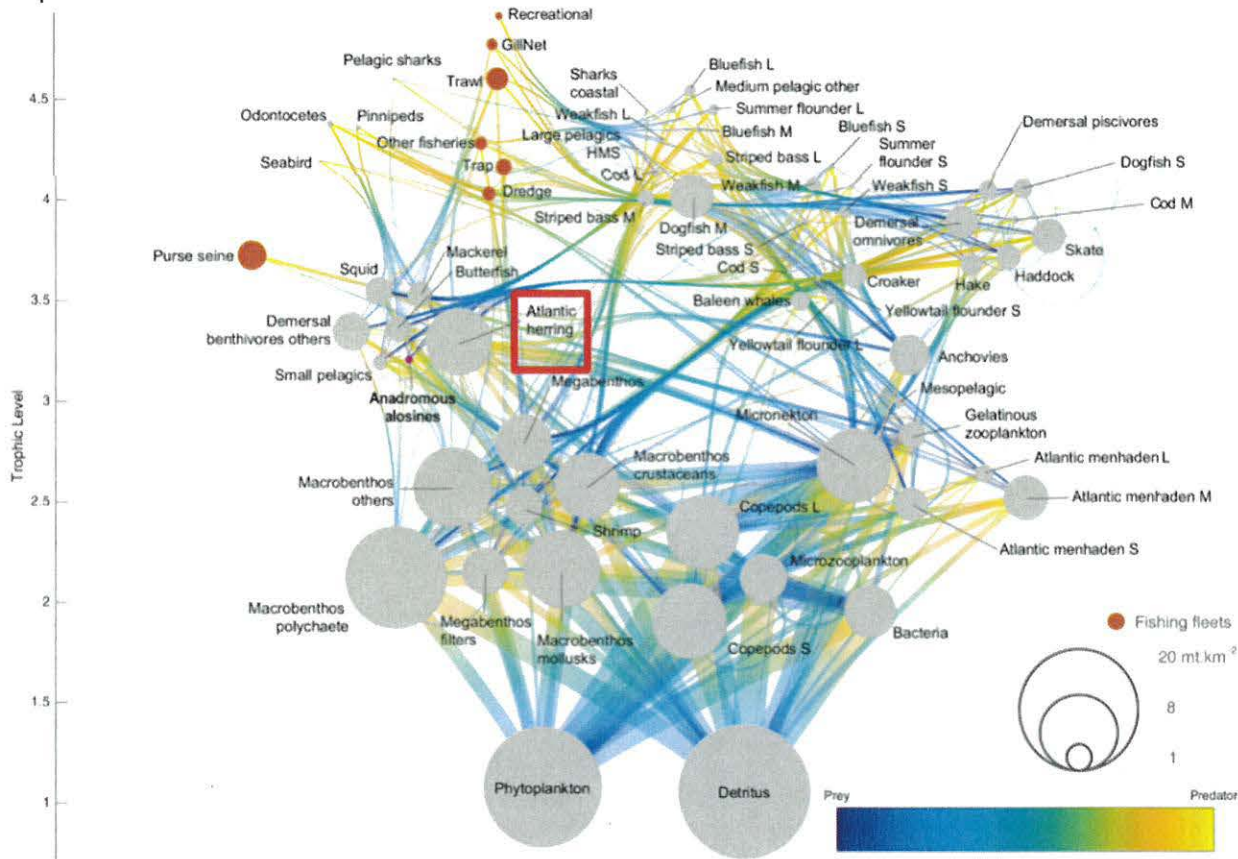 Recreational
GillNet
Pelagic sharks
Trawl
Sharks
coastal
Bluefish L
Medium pelagic other
4.5
Weakfish L
Summer flounder L
Odontocetes
Pinnipeds
Other fisheries
Large pelagics
HMS
Bluefish M
Bluefish S
Demersal piscivores
Seabird
Trap
Cod L
Striped bass L
Summer
flounder S
Dogfish S
4
Dredge
Weakfish M
Weakfish S
Cod M
Striped bass M
Dogfish M
Demersal
omnivores
Purse seine
Mackerel
Striped bass S
Skate
Squid
Butterfish
Cod S
Croaker
Hake
Haddock
3.5
Baleen whales
Yellowtail flounder S
Demersal
benthivores others
Atlantic
herring
Yellowtail flounder L
Anchovies
Small pelagics
Megabenthos
Mesopelagic
3
Anadromous
alosines
Micronekton
Gelatinous
zooplankton
Trophic Level
Macrobenthos
others
Macrobenthos
crustaceans
Atlantic menhaden L
2.5
Copepods L
Atlantic menhaden M
Shrimp
Atlantic menhaden S
Microzooplankton
2
Macrobenthos
polychaete
Megabenthos
filters
Macrobenthos
mollusks
Copepods S
Bacteria
Fishing fleets
20 mt.km-2
8
1.5
1
Phytoplankton
Detritus
Prey
Predator
1